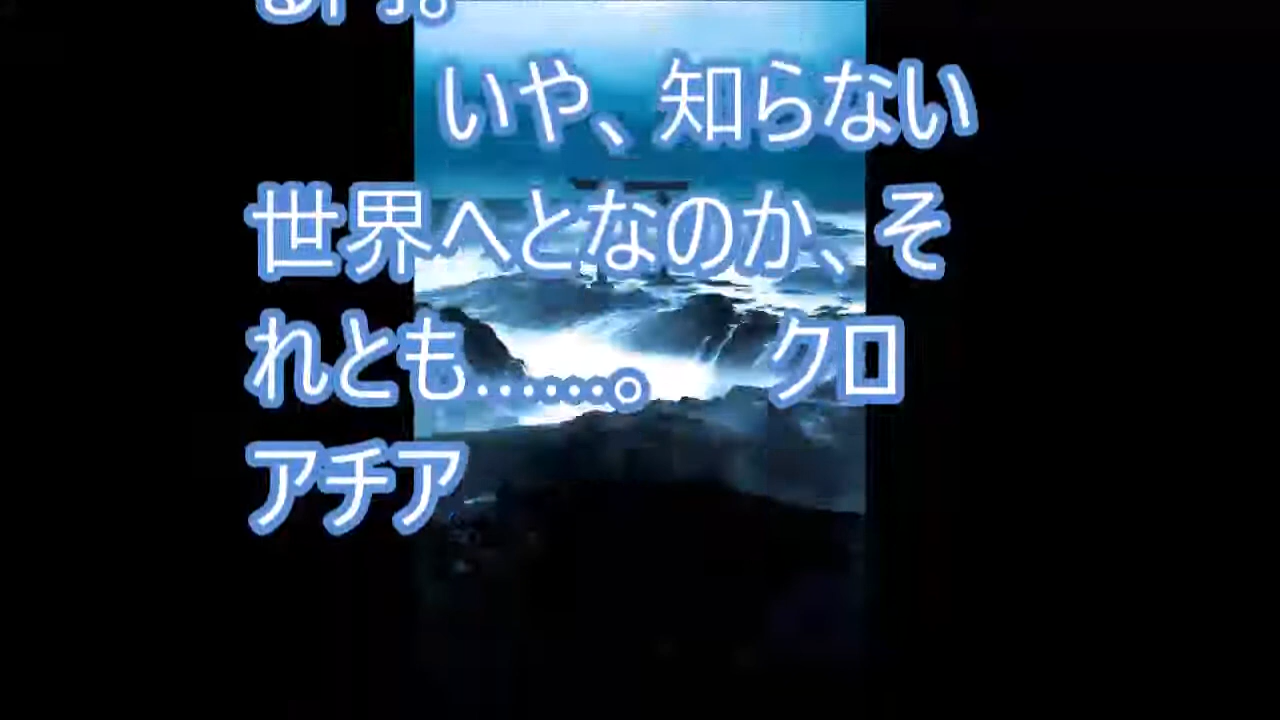 いや、知らない
世界へとなのか、そ
れとも……。　クロ
アチア